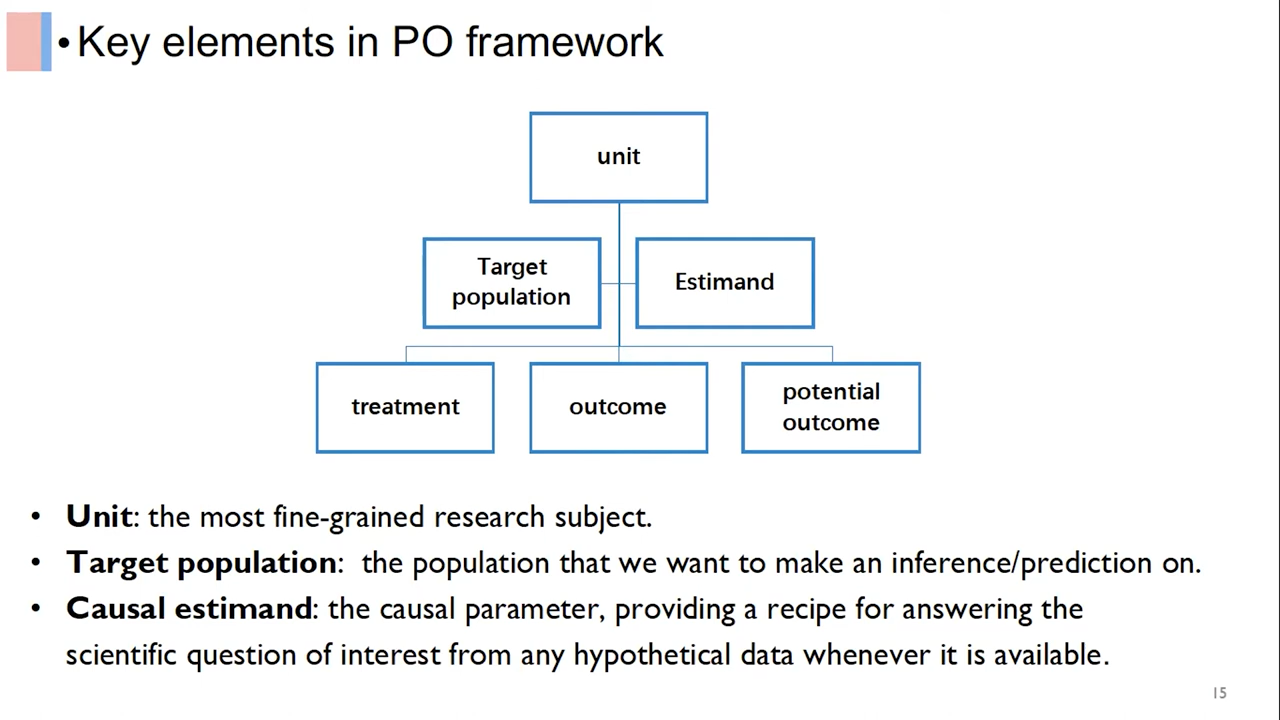 •Key elements in PO framework
unit
Target
population
Estimand
treatment
outcome
potential
outcome
• Unit: the most fine-grained research subject.
• Target population: the population that we want to make an inference/prediction on.
• Causal estimand: the causal parameter, providing a recipe for answering the
scientific question of interest from any hypothetical data whenever it is available.
15